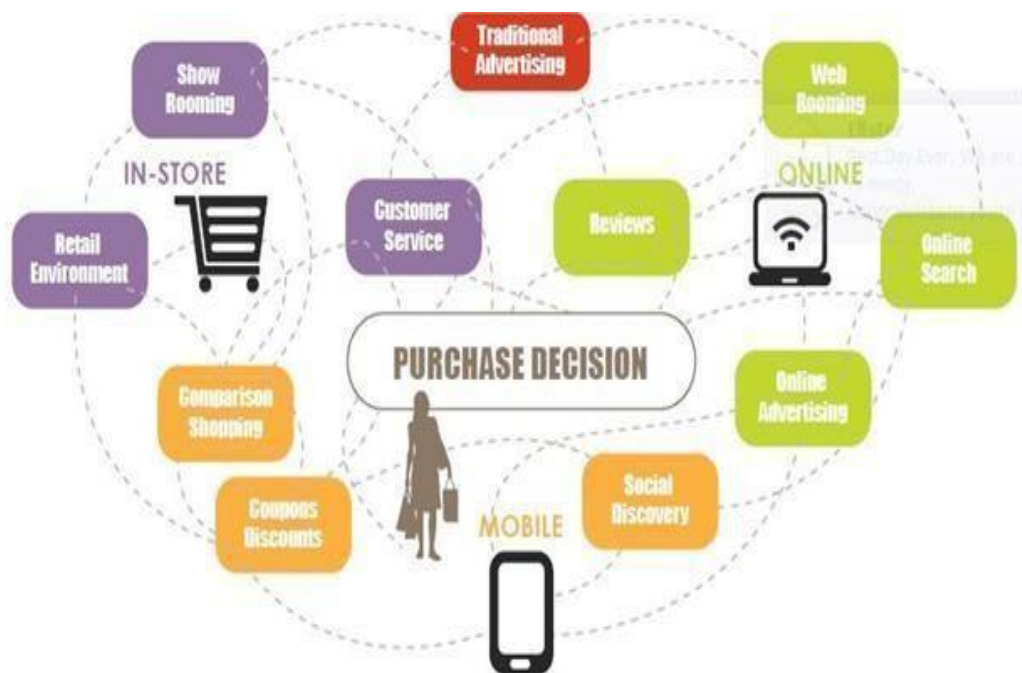 Traditional
Advertising
Show
Rooming
Web
Rooming
IN-STORE
ONLINE
Customer
Service
Reviews
Retail
Environment
Online
Search
PURCHASE DECISION
Comparison
Shopping
Online
Advertising
Coupons
Discounts
Social
Discovery
MOBILE